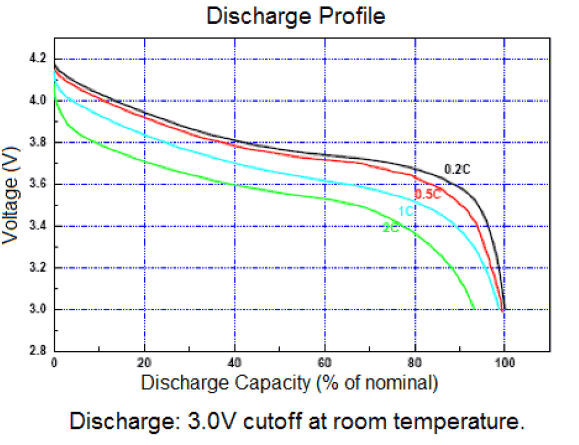 Discharge Profile
4.2
4.0
3.8
3.6
3.4
3.2
3.0
2.8
Voltage (V)
0.2C
0.5C
1C
2C
0 20 40 60 80 100
Discharge Capacity (% of nominal)
Discharge: 3.0V cutoff at room temperature.